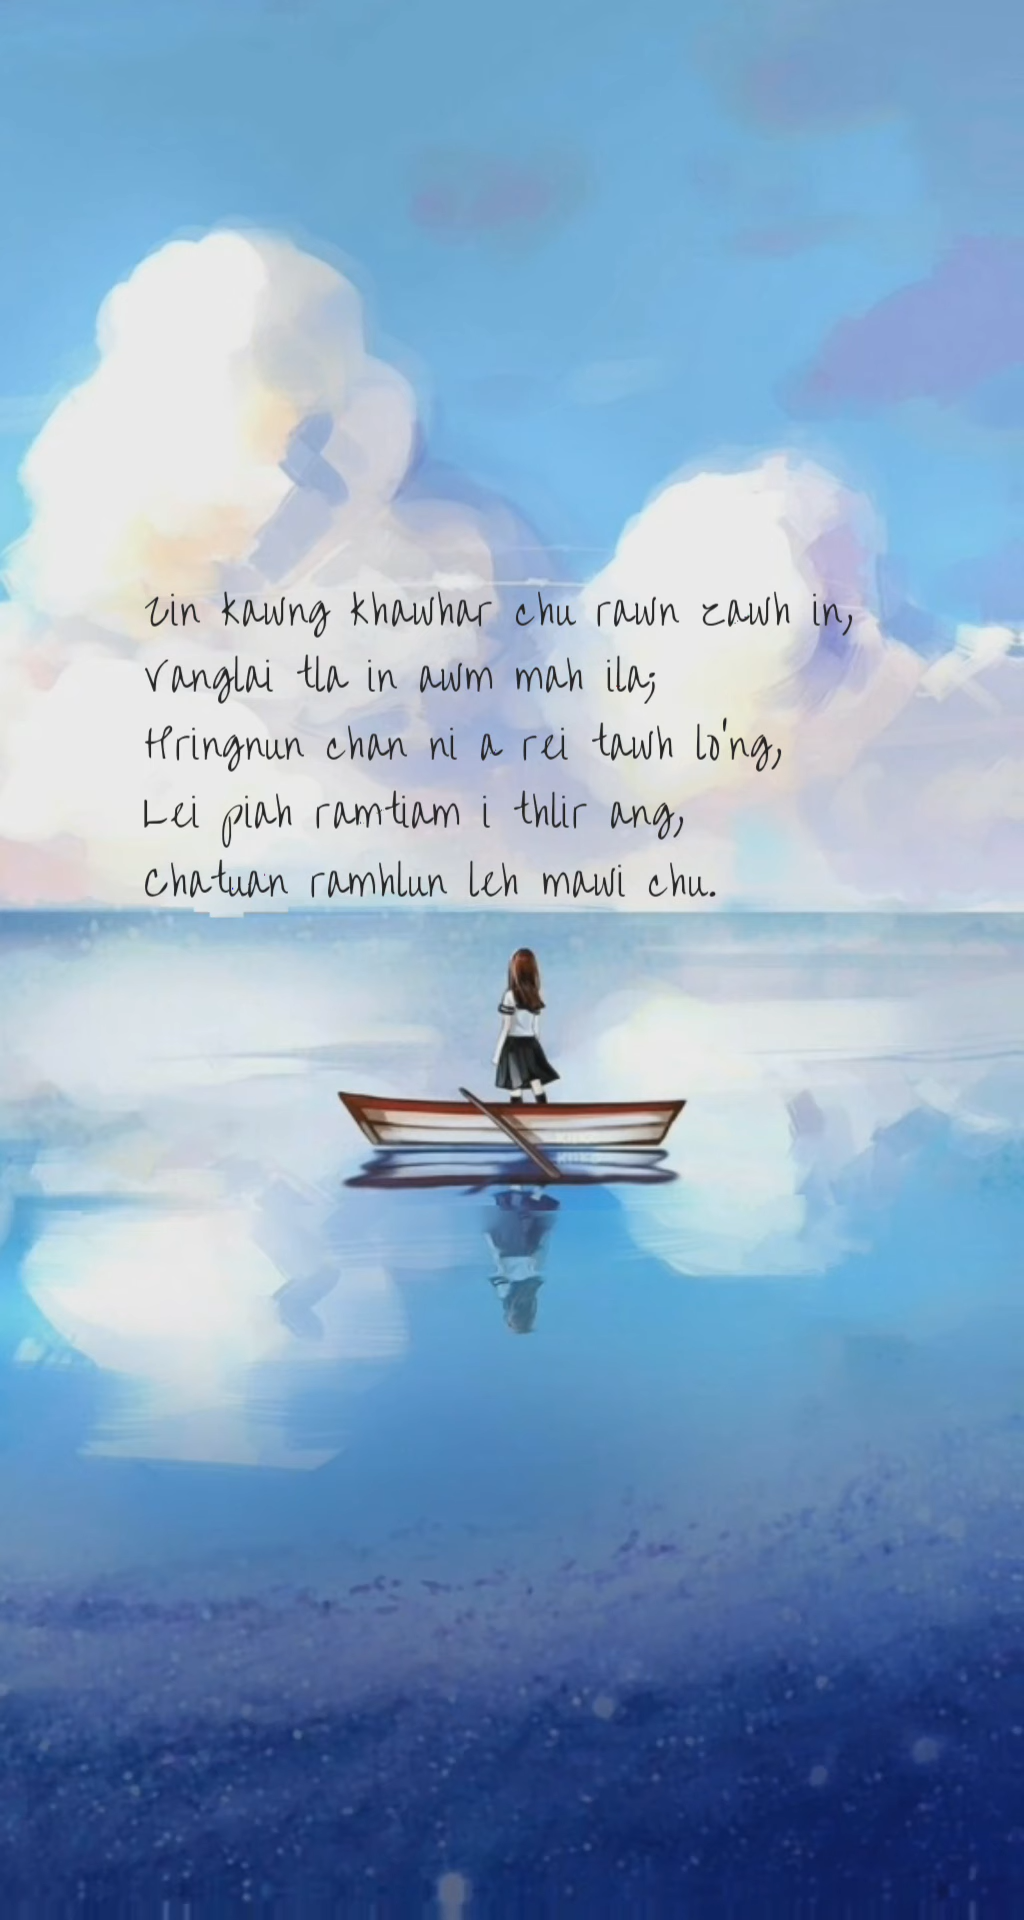 Zin kawng khawhar chu rawn zawh in,
Vanglai tla in awm mah ila;
Hringnun chan ni a rei tawh lo'ng,
Lei piah ramtiam i thlir ang,
Chatuan ramhlun leh mawi chu.